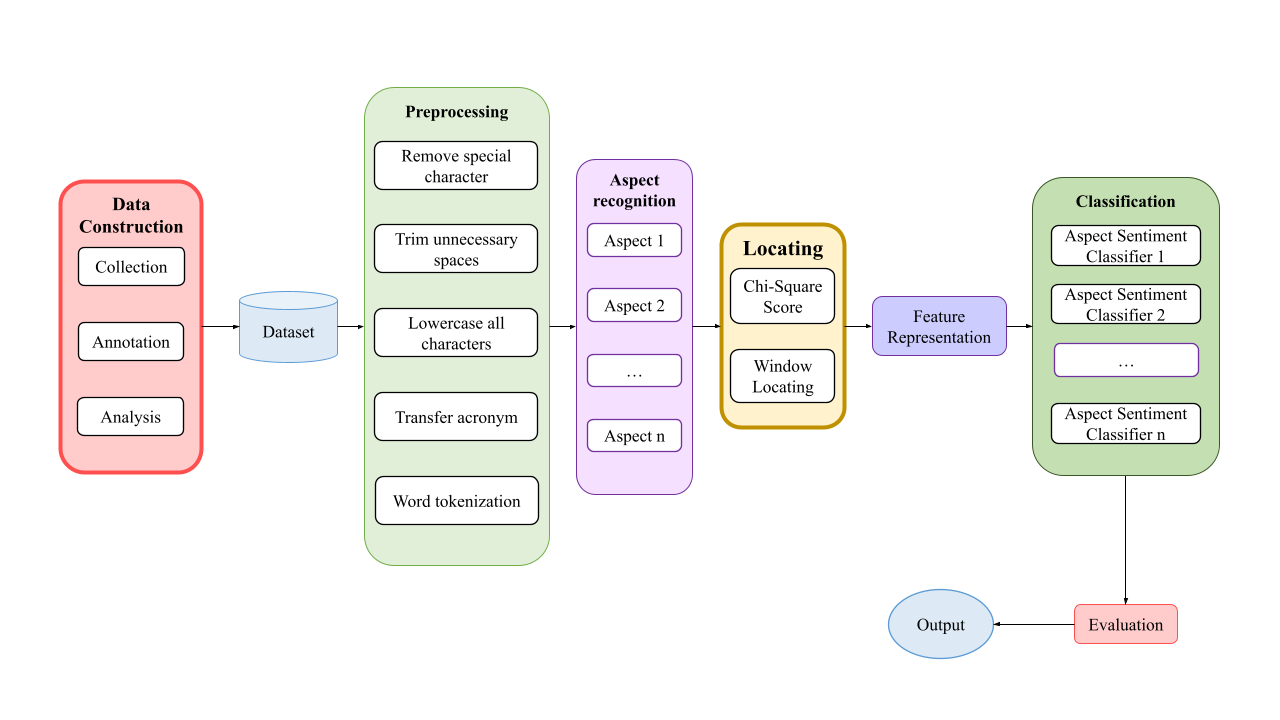 Data
Construction
Collection
Annotation
Analysis
Dataset
Preprocessing
Remove special
character
Trim unnecessary
spaces
Lowercase all
characters
Transfer acronym
Word tokenization
Aspect
recognition
Aspect 1
Aspect 2
…
Aspect n
Locating
Chi-Square
Score
Window
Locating
Feature
Representation
Classification
Aspect Sentiment
Classifier 1
Aspect Sentiment
Classifier 2
…
Aspect Sentiment
Classifier n
Evaluation
Output